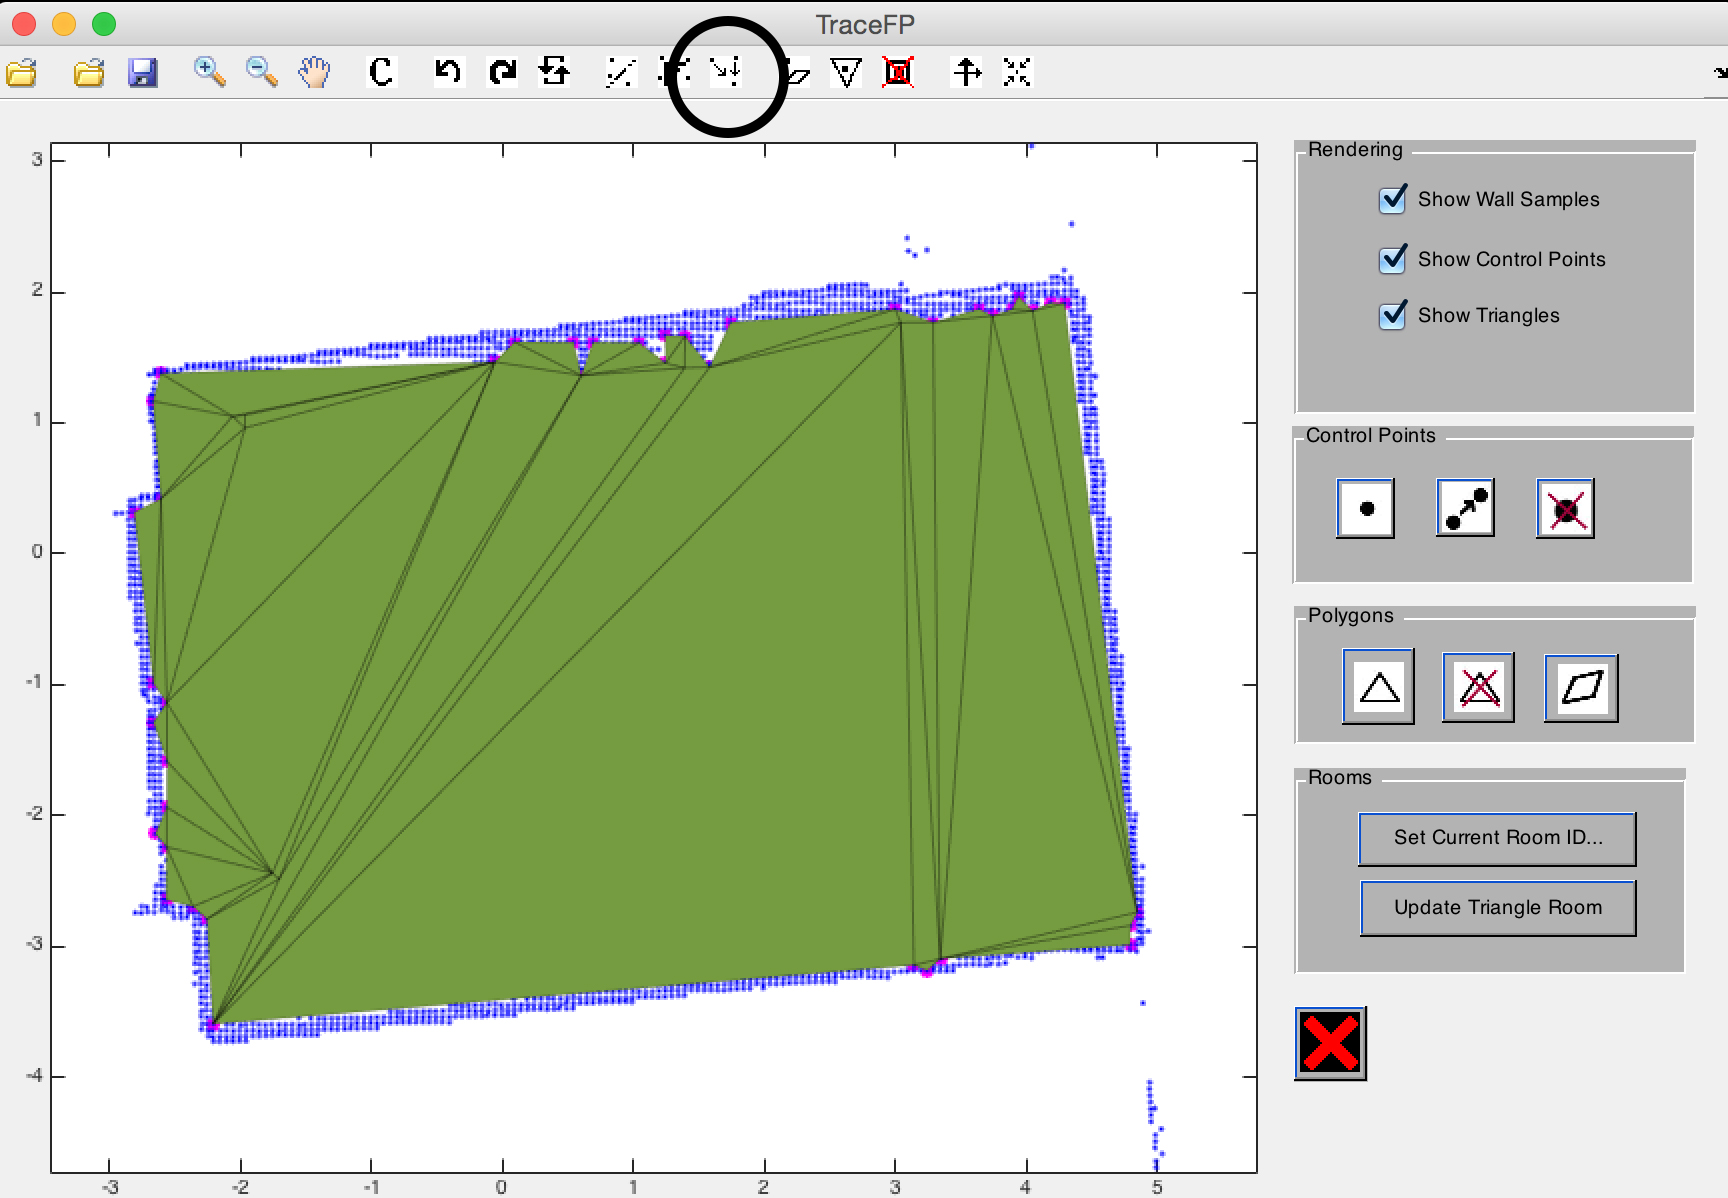 TraceFP
C
3
2
1
0
-1
-2
-3
-4
-3
-2
-1
0
1
2
3
4
5
Rendering
Show Wall Samples
Show Control Points
Show Triangles
Control Points
Polygons
Rooms
Set Current Room ID...
Update Triangle Room